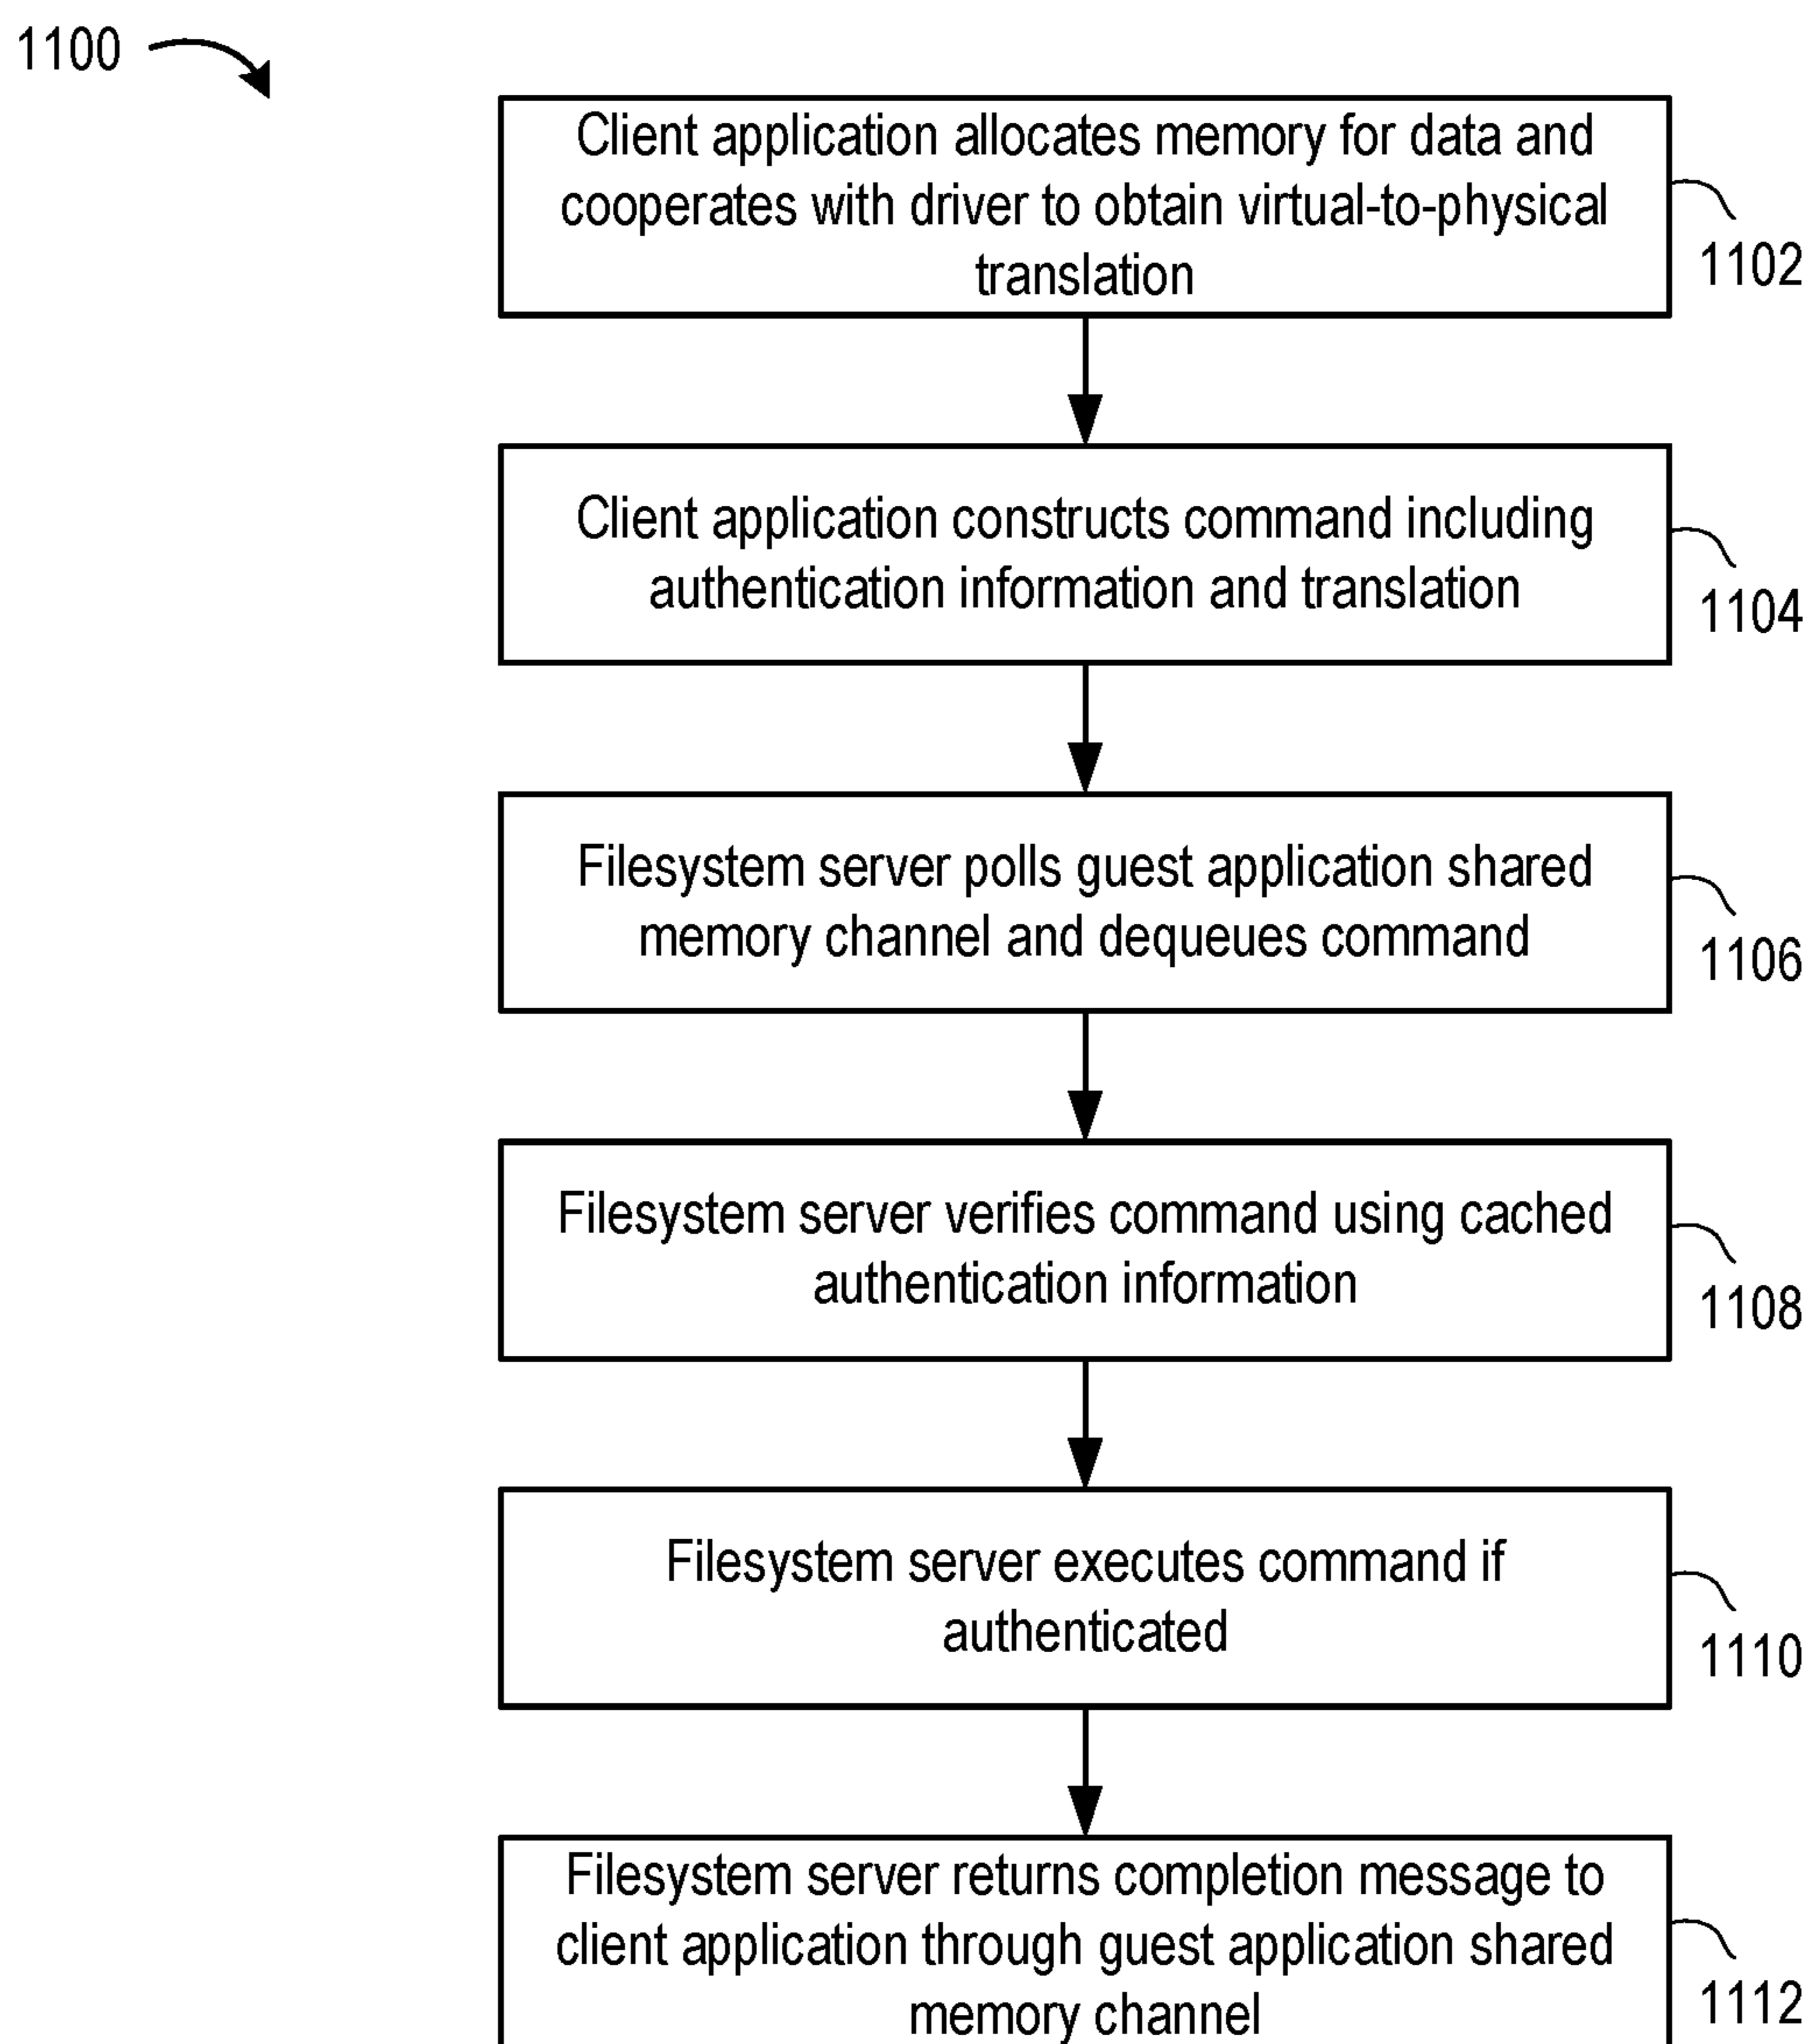 1100
Client application allocates memory for data and
cooperates with driver to obtain virtual-to-physical
translation
1102
Client application constructs command including
authentication information and translation
1104
Filesystem server polls guest application shared
memory channel and dequeues command
1106
Filesystem server verifies command using cached
authentication information
1108
Filesystem server executes command if
authenticated
1110
Filesystem server returns completion message to
client application through guest application shared
memory channel
1112